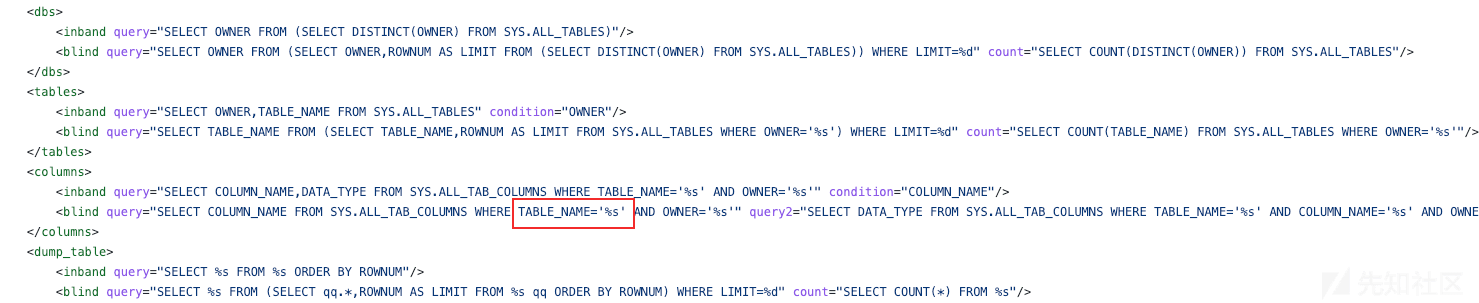 <dbs>
<inband query="SELECT OWNER FROM (SELECT DISTINCT(OWNER) FROM SYS.ALL_TABLES)"/>
<blind query="SELECT OWNER FROM (SELECT OWNER,ROWNUM AS LIMIT FROM (SELECT DISTINCT(OWNER) FROM SYS.ALL_TABLES)) WHERE LIMIT=%d" count="SELECT COUNT(DISTINCT(OWNER)) FROM SYS.ALL_TABLES"/>
</dbs>
<tables>
<inband query="SELECT OWNER,TABLE_NAME FROM SYS.ALL_TABLES" condition="OWNER"/>
<blind query="SELECT TABLE_NAME FROM (SELECT TABLE_NAME,ROWNUM AS LIMIT FROM SYS.ALL_TABLES WHERE OWNER='%s') WHERE LIMIT=%d" count="SELECT COUNT(TABLE_NAME) FROM SYS.ALL_TABLES WHERE OWNER='%s'"/>
</tables>
<columns>
<inband query="SELECT COLUMN_NAME,DATA_TYPE FROM SYS.ALL_TAB_COLUMNS WHERE TABLE_NAME='%s' AND OWNER='%s'" condition="COLUMN_NAME"/>
<blind query="SELECT COLUMN_NAME FROM SYS.ALL_TAB_COLUMNS WHERE TABLE_NAME='%s' AND OWNER='%s'" query2="SELECT DATA_TYPE FROM SYS.ALL_TAB_COLUMNS WHERE TABLE_NAME='%s' AND COLUMN_NAME='%s' AND OWNE
</columns>
<dump_table>
<inband query="SELECT %s FROM %s ORDER BY ROWNUM"/>
<blind query="SELECT %s FROM (SELECT qq.*,ROWNUM AS LIMIT FROM %s qq ORDER BY ROWNUM) WHERE LIMIT=%d" count="SELECT COUNT(*) FROM %s"/>
先知社区